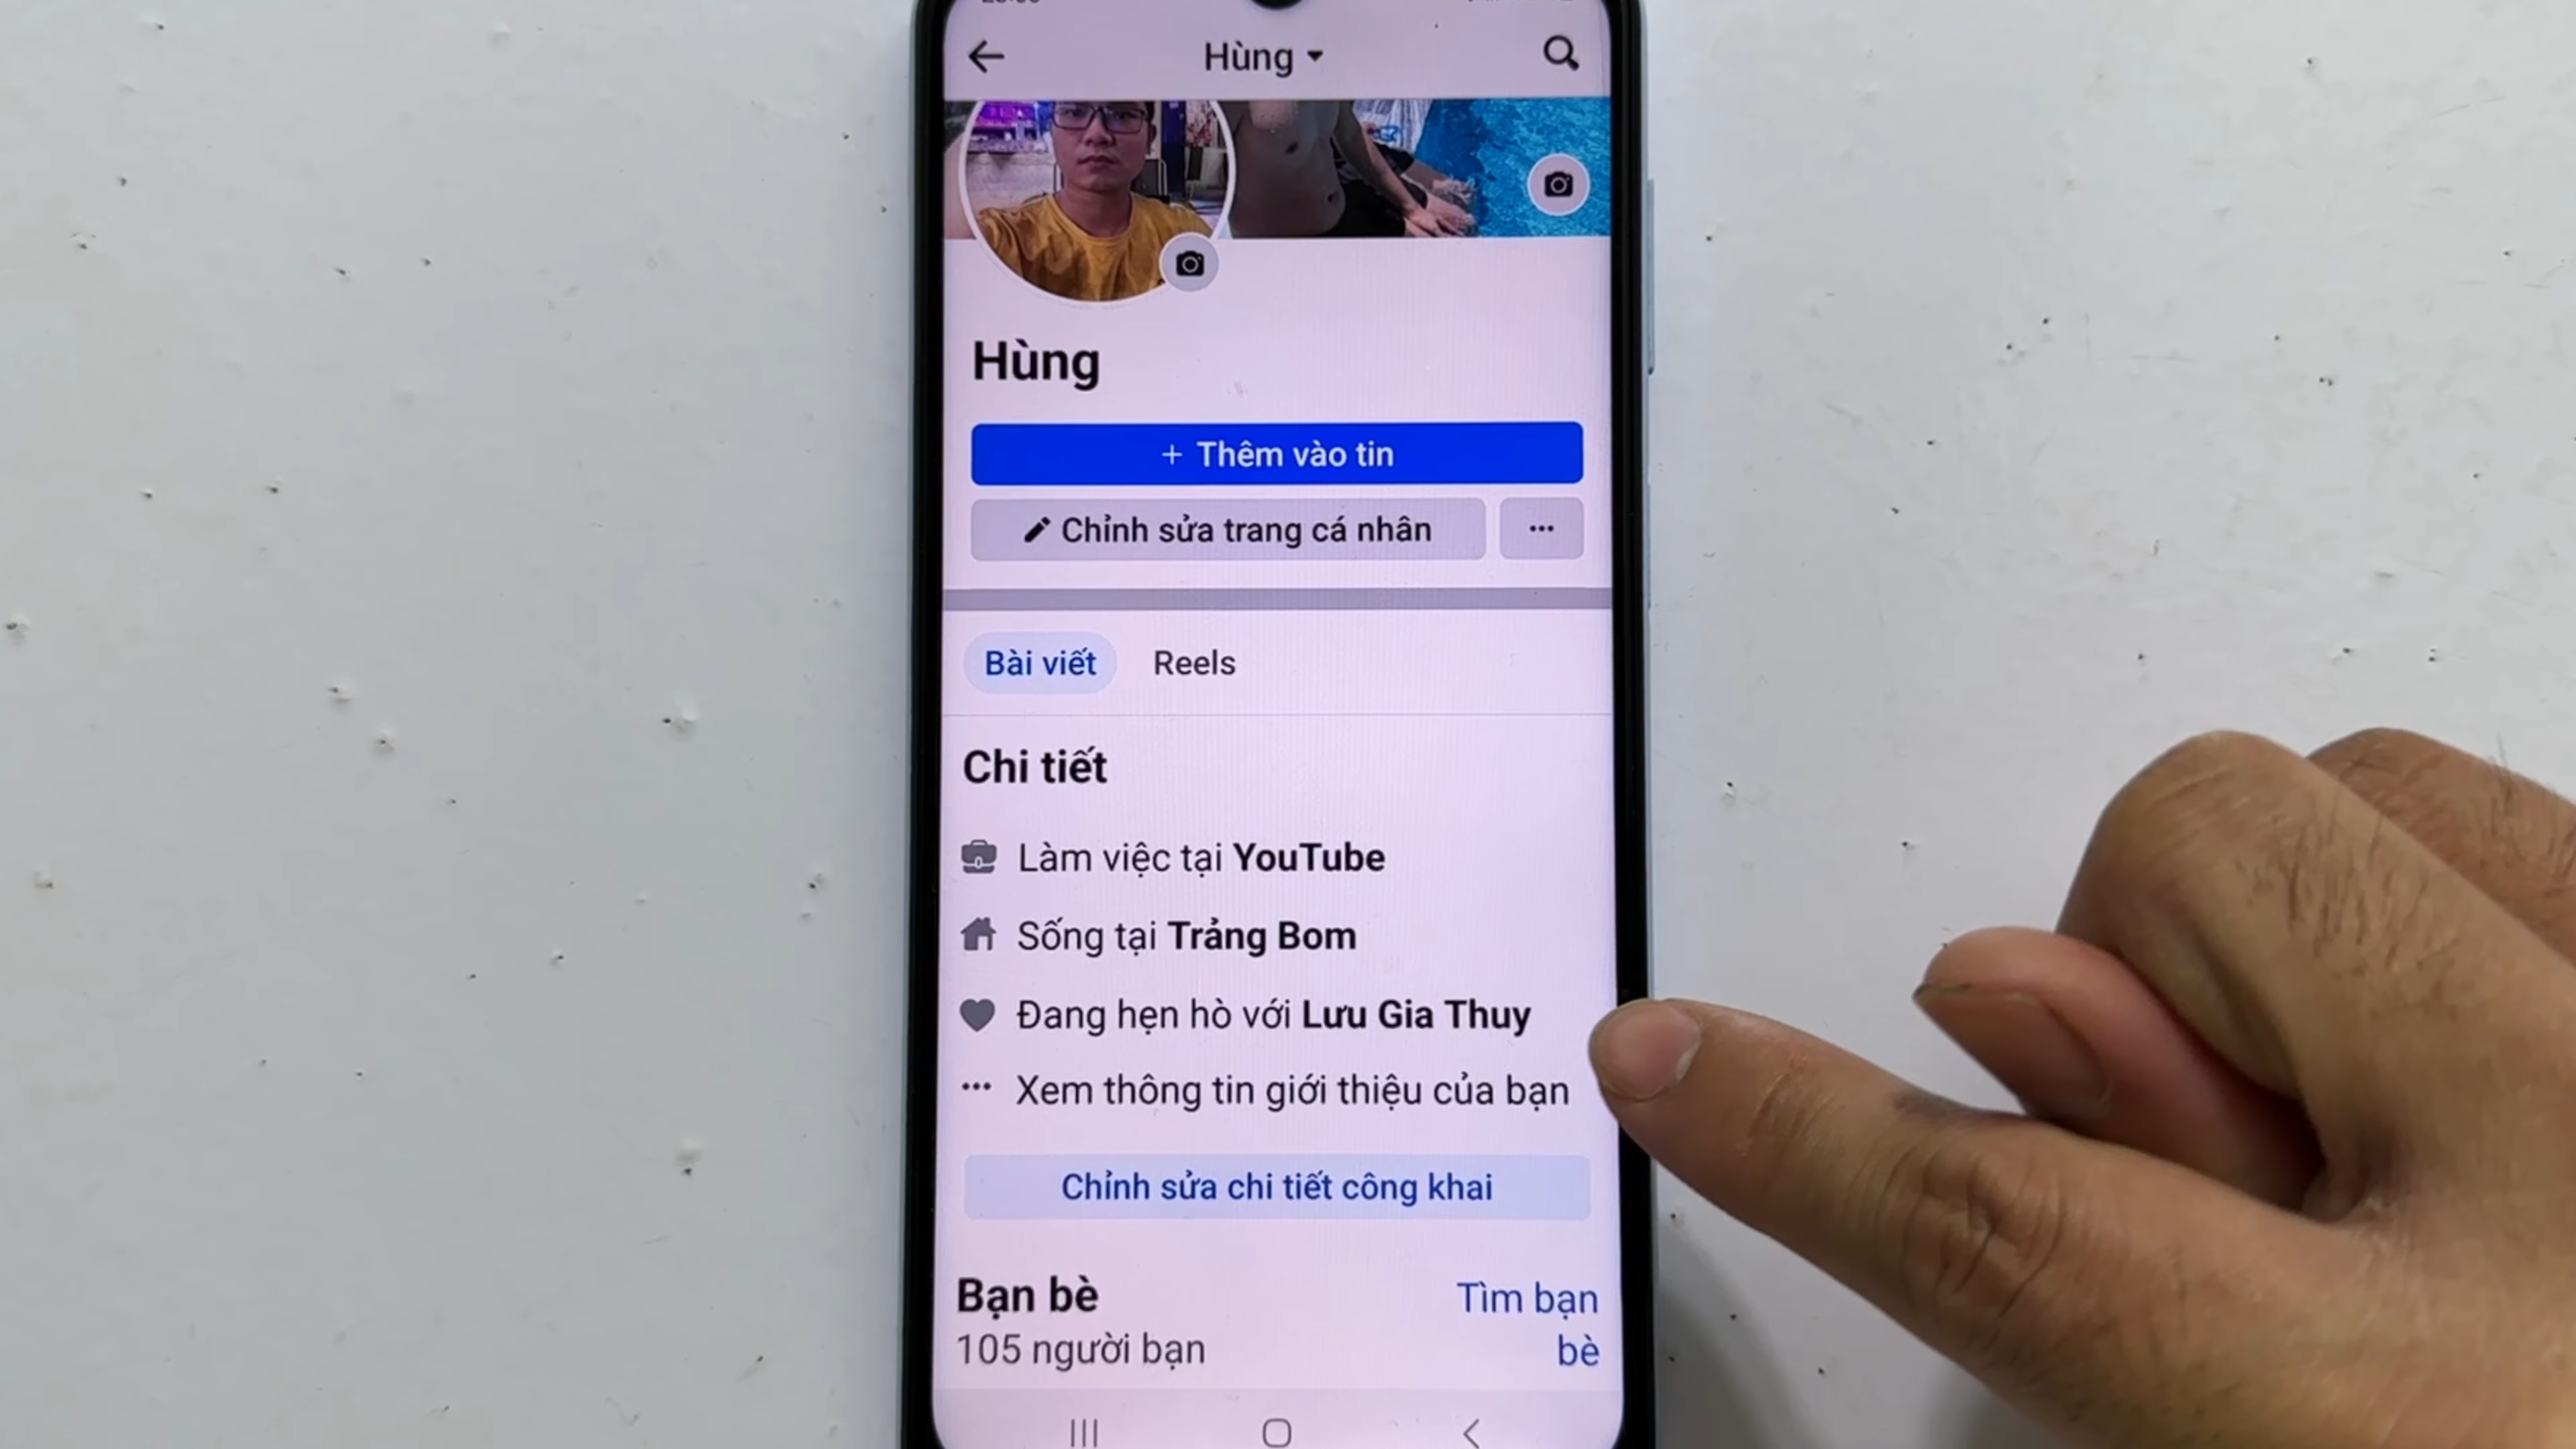 Hùng
Hùng
+ Thêm vào tin
Chỉnh sửa trang cá nhân
Bài viết Reels
Chi tiết
Làm việc tại YouTube
Sống tại Trảng Bom
Đang hẹn hò với Lưu Gia Thuy
Xem thông tin giới thiệu của bạn
Chỉnh sửa chi tiết công khai
Bạn bè
105 người bạn
Tìm bạn
bè